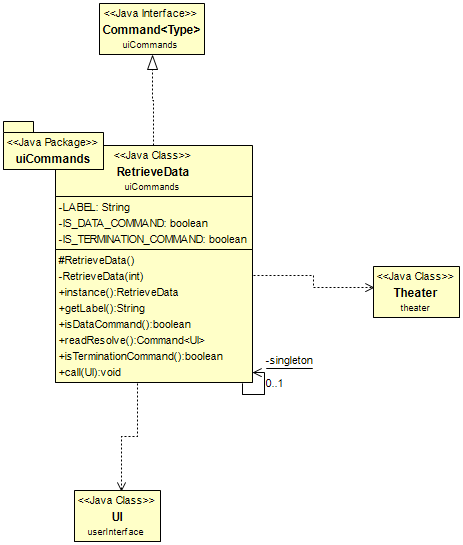 <<Java Interface>>
Command<Type>
uiCommands
<<Java Package>>
uiCommands
<<Java Class>>
RetrieveData
uiCommands
-LABEL: String
-IS_DATA_COMMAND: boolean
-IS_TERMINATION_COMMAND: boolean
#RetrieveData()
-RetrieveData(int)
+instance():RetrieveData
+getLabel():String
+isDataCommand():boolean
+readResolve():Command<UI>
+isTerminationCommand():boolean
+call(UI):void
<<Java Class>>
Theater
theater
-singleton
0..1
<<Java Class>>
UI
userInterface